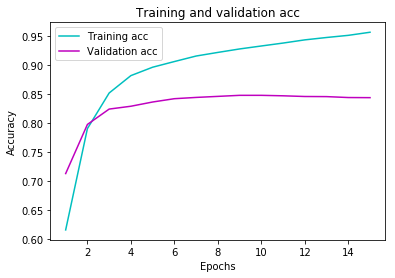 Training and validation acc
Training acc
Validation acc
Accuracy
0.95
0.90
0.85
0.80
0.75
0.70
0.65
0.60
2 4 6 8 10 12 14
Epochs